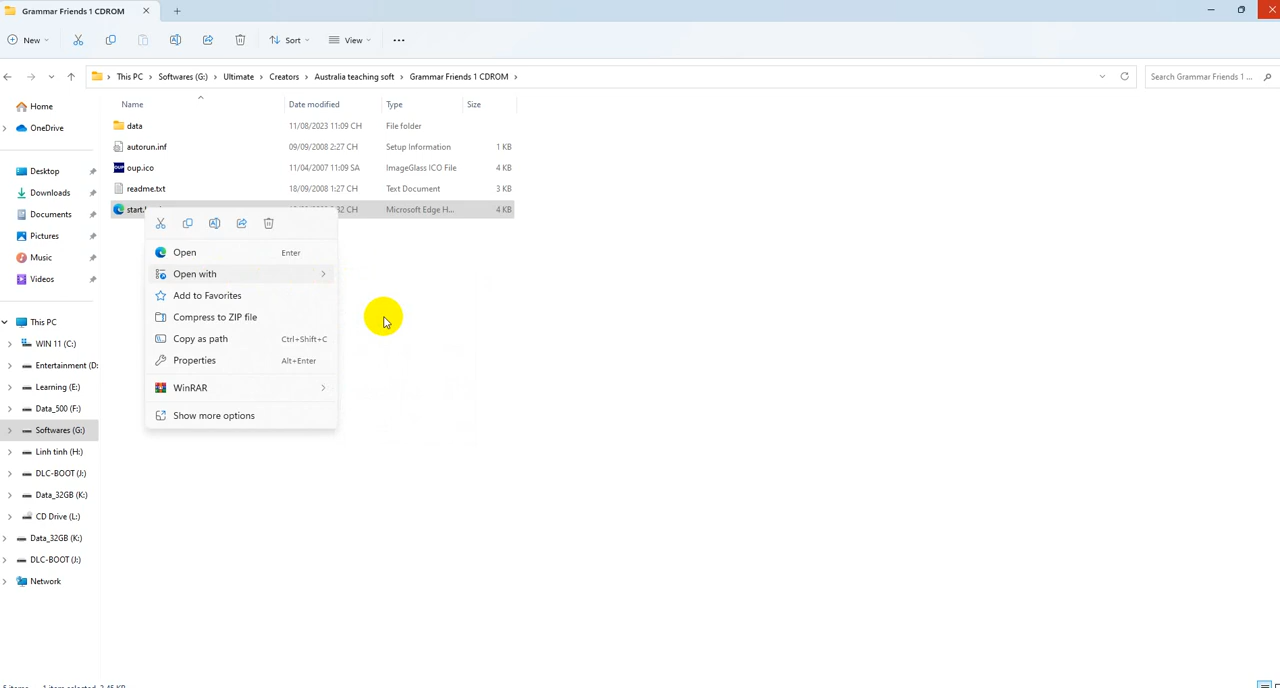 Grammar Friends 1 CDROM
New
Sort
View
This PC > Softwares (G:) > Ultimate > Creators > Australia teaching soft > Grammar Friends 1 CDROM >
Search Grammar Friends 1 ...
Name Date modified Type Size
Home
OneDrive
Desktop
Downloads
Documents
Pictures
Music
Videos
This PC
WIN 11 (C:)
Entertainment (D:
Learning (E:)
Data_500 (F:)
Softwares (G:)
Linh tinh (H:)
DLC-BOOT (J:)
Data_32GB (K:)
CD Drive (L:)
Data_32GB (K:)
DLC-BOOT (J:)
Network
data 11/08/2023 11:09 CH File folder
autorun.inf 09/09/2008 2:27 CH Setup Information 1 KB
oup.ico 11/04/2007 11:09 SA ImageGlass ICO File 4 KB
readme.txt 18/09/2008 1:27 CH Text Document 3 KB
start. CH Microsoft Edge H... 4 KB
Open Enter
Open with
Add to Favorites
Compress to ZIP file
Copy as path Ctrl+Shift+C
Properties Alt+Enter
WinRAR
Show more options